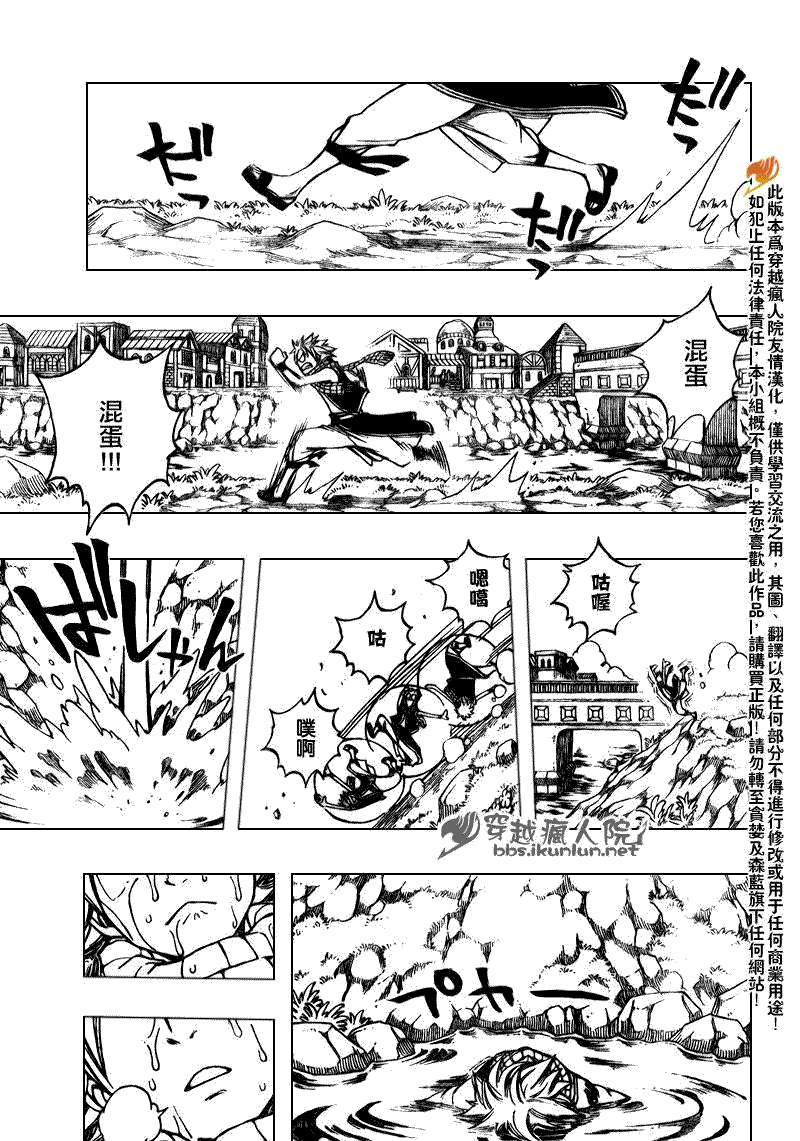 だっ
だっ
だっ
混蛋
混蛋!!!
咕喔
嗯噶
咕
噗啊
ばしゃん
プカー
穿越瘋人院
bbs.ikunlun.net
此版本爲穿越瘋人院友情漢化，僅供學習交流之用，其圖、翻譯以及任何部分不得進行修改或用于任何商業用途！
如犯上任何法律責任，本小組概不負責。若您喜歡此作品，請購買正版！請勿轉至貪婪及森藍旗下任何網站！